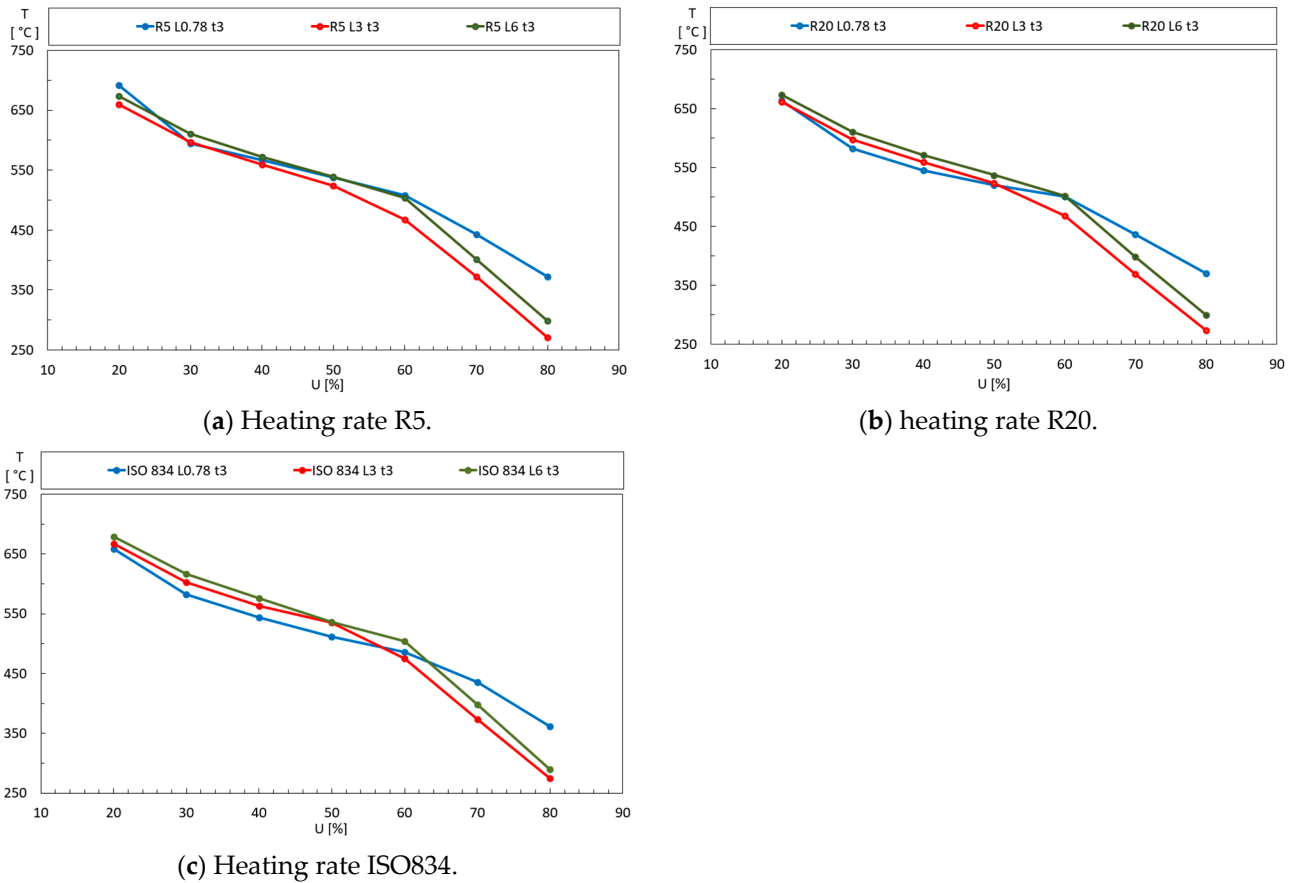 T
[ °C ]
R5 L0.78 t3 R5 L3 t3 R5 L6 t3
750
650
550
450
350
250
10 20 30 40 50 60 70 80 90
U [%]
(a) Heating rate R5.
T
[ °C ]
R20 L0.78 t3 R20 L3 t3 R20 L6 t3
750
650
550
450
350
250
10 20 30 40 50 60 70 80 90
U [%]
(b) heating rate R20.
T
[ °C ]
ISO 834 L0.78 t3 ISO 834 L3 t3 ISO 834 L6 t3
750
650
550
450
350
250
10 20 30 40 50 60 70 80 90
U [%]
(c) Heating rate ISO834.